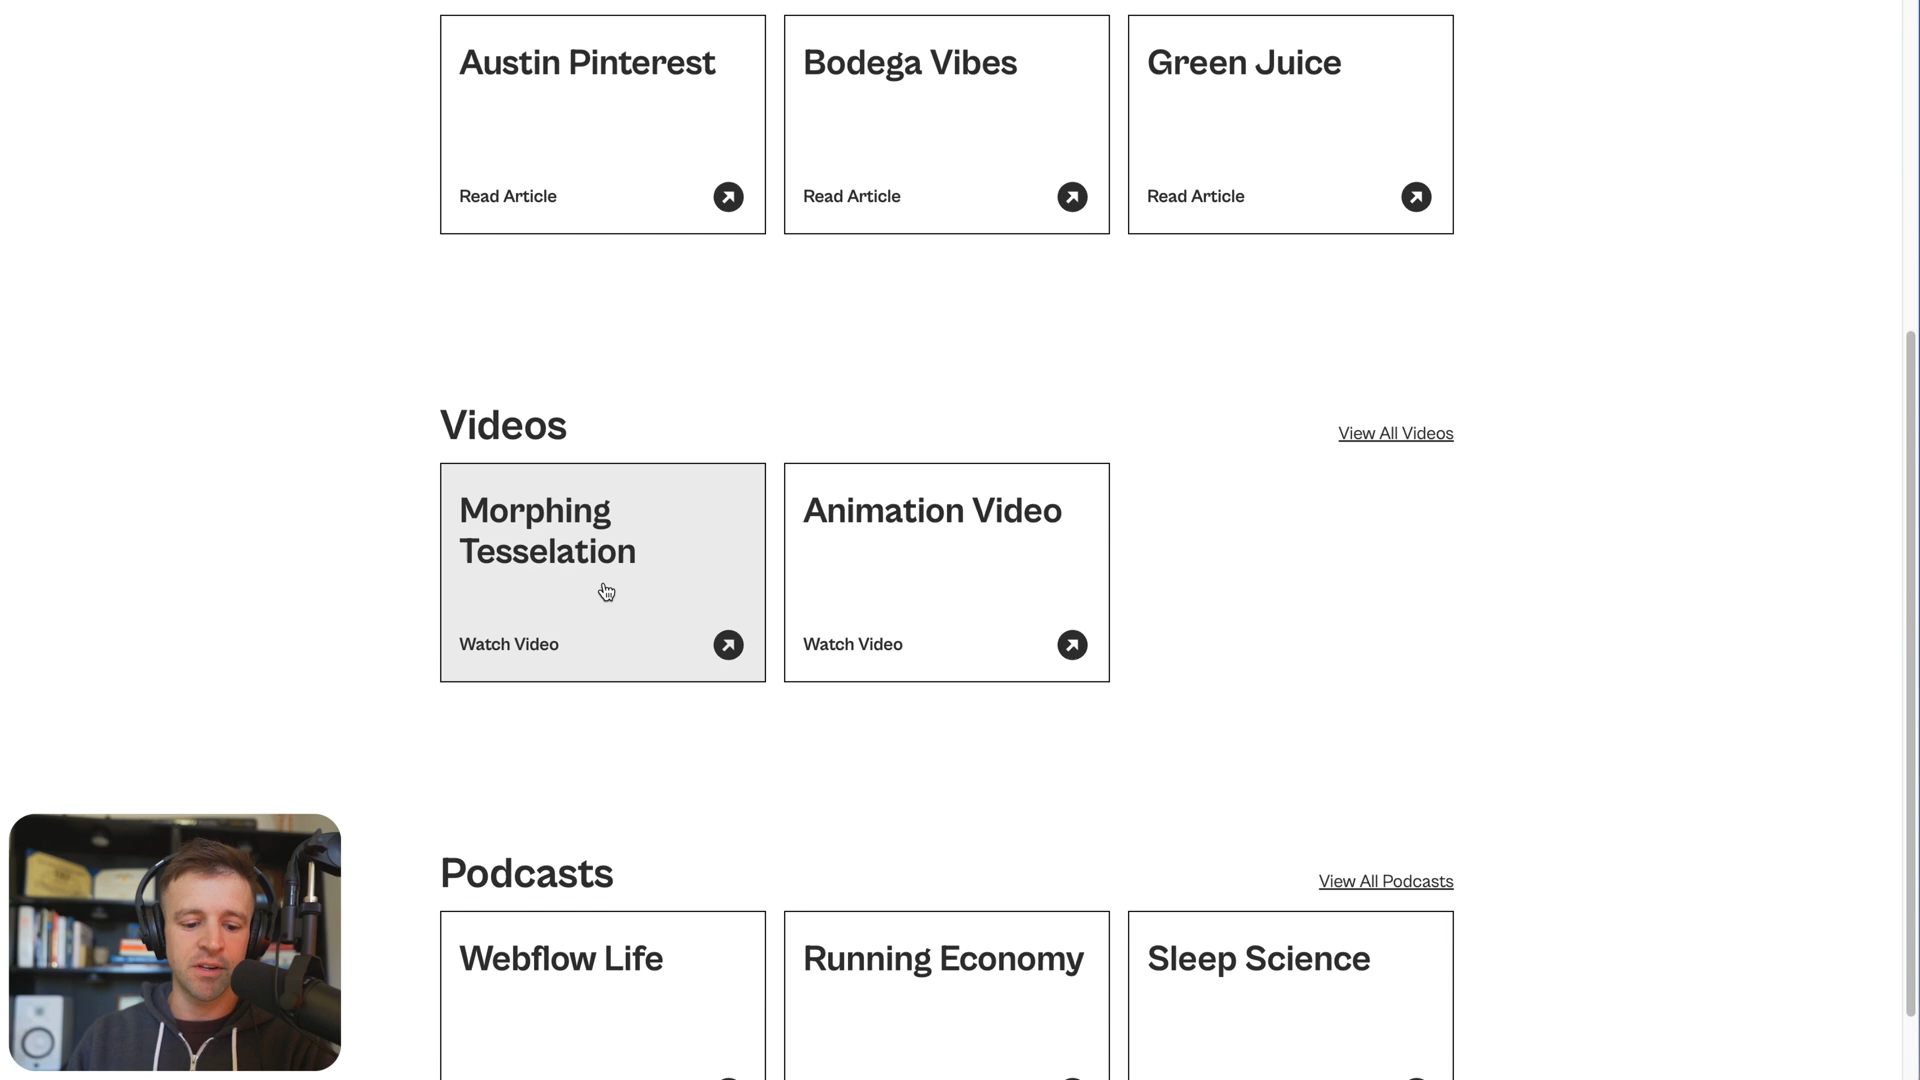 Austin Pinterest
Bodega Vibes
Green Juice
Read Article
Read Article
Read Article
Videos
View All Videos
Morphing
Tesselation
Animation Video
Watch Video
Watch Video
Podcasts
View All Podcasts
Webflow Life
Running Economy
Sleep Science